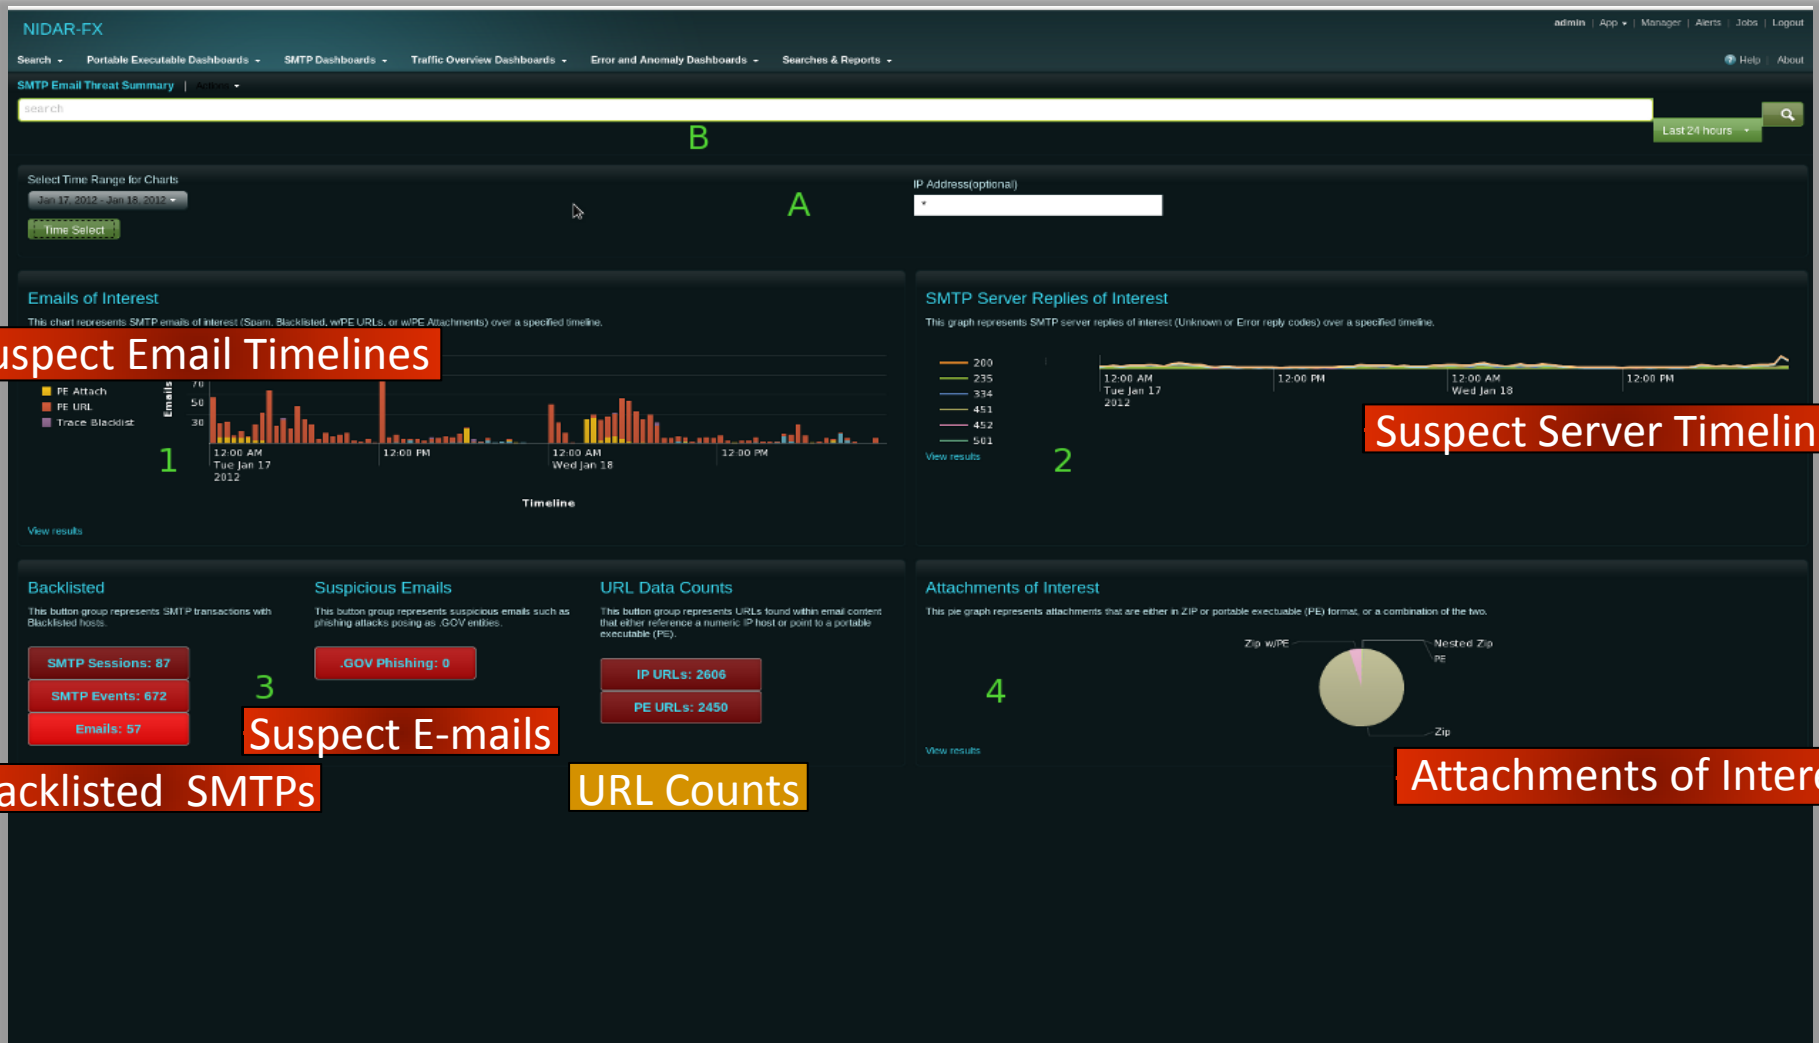 NIDAR-FX
admin | App | Manager | Alerts | Jobs | Logout
Search Portable Executable Dashboards SMTP Dashboards Traffic Overview Dashboards Error and Anomaly Dashboards Searches & Reports
Help | About
SMTP Email Threat Summary | Actions
search
Last 24 hours
B
Select Time Range for Charts
Jan 17, 2012 - Jan 18, 2012
Time Select
A
IP Address(optional)
*
Emails of Interest
This chart represents SMTP emails of interest (Spam, Blacklisted, w/PE URLs, or w/PE Attachments) over a specified timeline.
uspect Email Timelines
PE Attach
PE URL
Trace Blacklist
Emails
70
50
30
1
12:00 AM
Tue Jan 17
2012
12:00 PM
12:00 AM
Wed Jan 18
12:00 PM
Timeline
View results
SMTP Server Replies of Interest
This graph represents SMTP server replies of interest (Unknown or Error reply codes) over a specified timeline.
200
235
334
451
452
501
12:00 AM
Tue Jan 17
2012
12:00 PM
12:00 AM
Wed Jan 18
12:00 PM
Suspect Server Timelin
View results
2
Backlisted
This button group represents SMTP transactions with
Blacklisted hosts.
SMTP Sessions: 87
SMTP Events: 672
Emails: 57
acklisted SMTPs
3
Suspicious Emails
This button group represents suspicious emails such as
phishing attacks posing as .GOV entities.
.GOV Phishing: 0
Suspect E-mails
URL Data Counts
This button group represents URLs found within email content
that either reference a numeric IP host or point to a portable
executable (PE).
IP URLs: 2606
PE URLs: 2450
URL Counts
Attachments of Interest
This pie graph represents attachments that are either in ZIP or portable exectuable (PE) format, or a combination of the two.
Zip w/PE
Nested Zip
PE
Zip
4
View results
Attachments of Intere